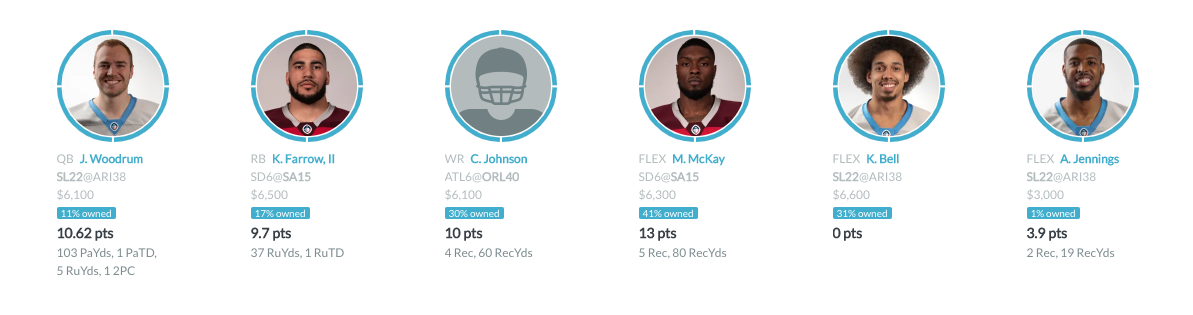 QB J. Woodrum
SL22@ARI38
$6,100
11% owned
10.62 pts
103 PaYds, 1 PaTD,
5 RuYds, 1 2PC
RB K. Farrow, II
SD6@SA15
$6,500
17% owned
9.7 pts
37 RuYds, 1 RuTD
WR C. Johnson
ATL6@ORL40
$6,100
30% owned
10 pts
4 Rec, 60 RecYds
FLEX M. McKay
SD6@SA15
$6,300
41% owned
13 pts
5 Rec, 80 RecYds
FLEX K. Bell
SL22@ARI38
$6,600
31% owned
0 pts
FLEX A. Jennings
SL22@ARI38
$3,000
1% owned
3.9 pts
2 Rec, 19 RecYds